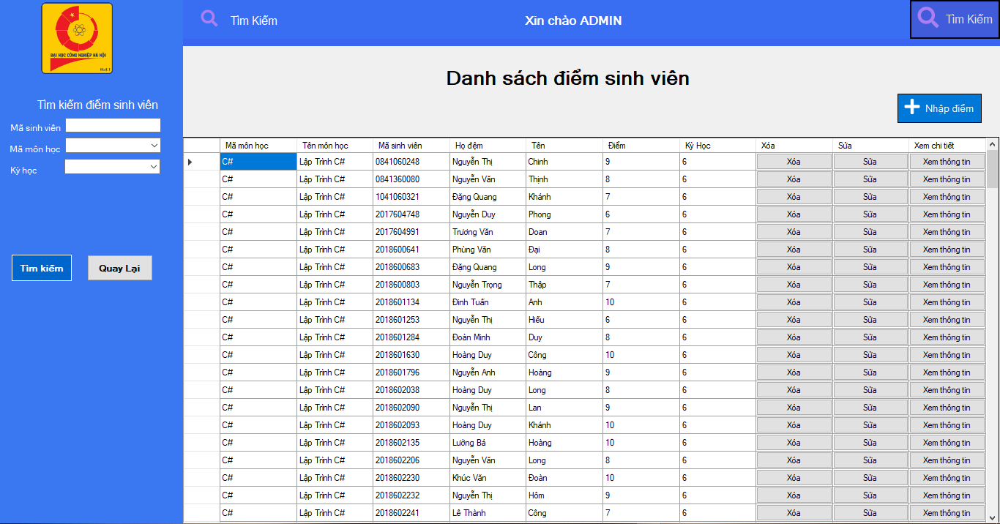 ĐẠI HỌC CÔNG NGHIỆP HÀ NỘI
HaUI
Tìm Kiếm
Xin chào ADMIN
Tìm Kiếm
Danh sách điểm sinh viên
Nhập điểm
Tìm kiếm điểm sinh viên
Mã sinh viên
Mã môn học
Kỳ học
Tìm kiếm
Quay Lại
Mã môn học Tên môn học Mã sinh viên Họ đệm Tên Điểm Kỳ Học Xóa Sửa Xem chi tiết
C# Lập Trình C# 0841060248 Nguyễn Thị Chinh 9 6 Xóa Sửa Xem thông tin
C# Lập Trình C# 0841360080 Nguyễn Văn Thịnh 8 6 Xóa Sửa Xem thông tin
C# Lập Trình C# 1041060321 Đặng Quang Khánh 7 6 Xóa Sửa Xem thông tin
C# Lập Trình C# 2017604748 Nguyễn Duy Phong 6 6 Xóa Sửa Xem thông tin
C# Lập Trình C# 2017604991 Trương Văn Doan 7 6 Xóa Sửa Xem thông tin
C# Lập Trình C# 2018600641 Phùng Văn Đại 8 6 Xóa Sửa Xem thông tin
C# Lập Trình C# 2018600683 Đặng Quang Long 9 6 Xóa Sửa Xem thông tin
C# Lập Trình C# 2018600803 Nguyễn Trọng Thập 7 6 Xóa Sửa Xem thông tin
C# Lập Trình C# 2018601134 Đinh Tuấn Anh 10 6 Xóa Sửa Xem thông tin
C# Lập Trình C# 2018601253 Nguyễn Thị Hiếu 6 6 Xóa Sửa Xem thông tin
C# Lập Trình C# 2018601284 Đoàn Minh Duy 8 6 Xóa Sửa Xem thông tin
C# Lập Trình C# 2018601630 Hoàng Duy Công 10 6 Xóa Sửa Xem thông tin
C# Lập Trình C# 2018601796 Nguyễn Anh Hoàng 9 6 Xóa Sửa Xem thông tin
C# Lập Trình C# 2018602038 Hoàng Duy Long 8 6 Xóa Sửa Xem thông tin
C# Lập Trình C# 2018602090 Nguyễn Thị Lan 9 6 Xóa Sửa Xem thông tin
C# Lập Trình C# 2018602093 Hoàng Duy Khánh 10 6 Xóa Sửa Xem thông tin
C# Lập Trình C# 2018602135 Lường Bá Hoàng 10 6 Xóa Sửa Xem thông tin
C# Lập Trình C# 2018602206 Nguyễn Văn Long 8 6 Xóa Sửa Xem thông tin
C# Lập Trình C# 2018602230 Khúc Văn Đoàn 10 6 Xóa Sửa Xem thông tin
C# Lập Trình C# 2018602232 Nguyễn Thị Hôm 9 6 Xóa Sửa Xem thông tin
C# Lập Trình C# 2018602241 Lê Thành Công 7 6 Xóa Sửa Xem thông tin